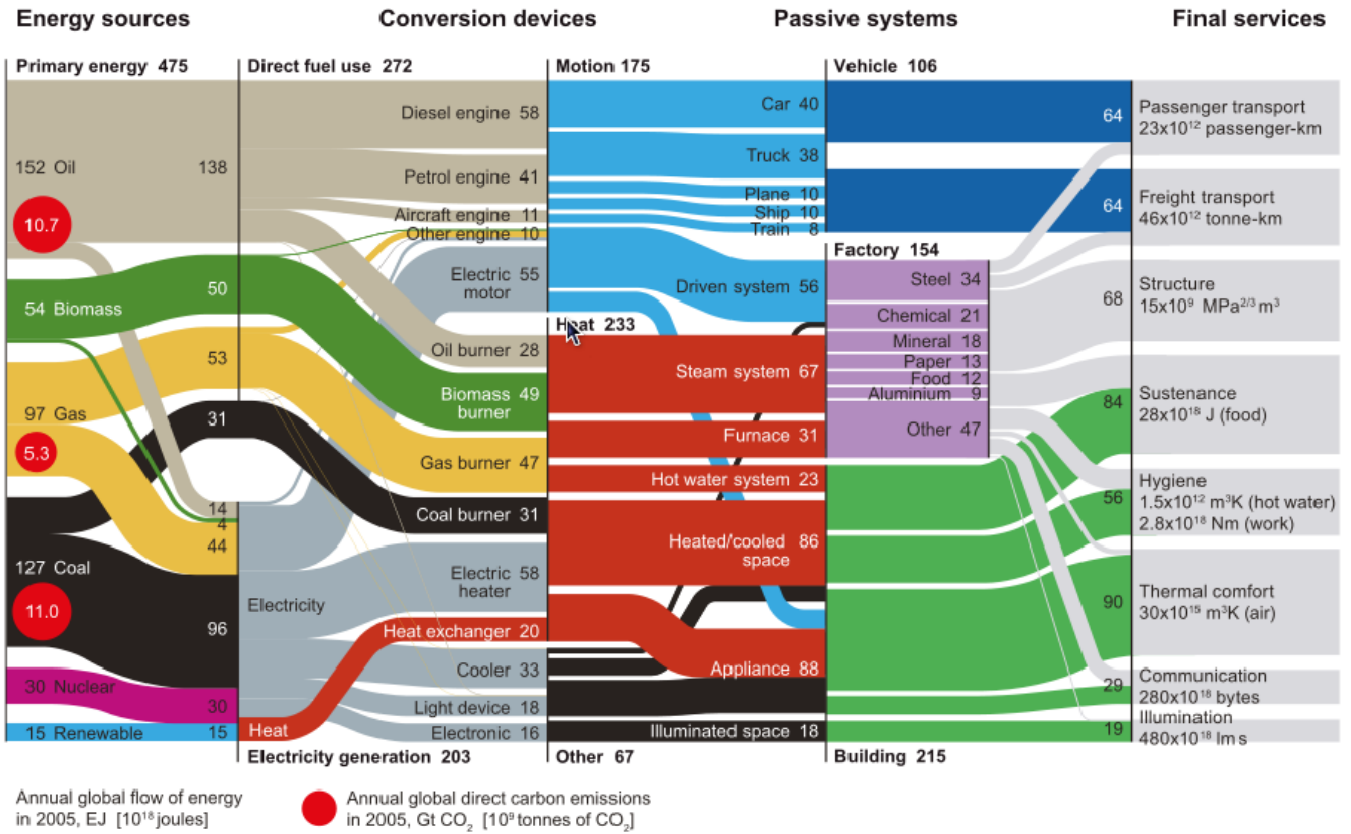 Energy sources
Conversion devices
Passive systems
Final services
Primary energy 475
Direct fuel use 272
Motion 175
Vehicle 106
152 Oil
10.7
54 Biomass
97 Gas
5.3
127 Coal
11.0
30 Nuclear
15 Renewable
138
50
53
31
14
4
44
96
30
15
Diesel engine 58
Petrol engine 41
Aircraft engine 11
Other engine 10
Electric 55
motor
Oil burner 28
Biomass 49
burner
Gas burner 47
Coal burner 31
Electricity
Electric 58
heater
Heat exchanger 20
Cooler 33
Light device 18
Heat
Electronic 16
Electricity generation 203
Car 40
Truck 38
Plane 10
Ship 10
Train 8
Driven system 56
Heat 233
Steam system 67
Furnace 31
Hot water system 23
Heated/cooled 86
space
Appliance 88
Illuminated space 18
Other 67
64
64
Factory 154
Steel 34
Chemical 21
Mineral 18
Paper 13
Food 12
Aluminium 9
Other 47
68
84
56
90
29
19
Building 215
Passenger transport
23x10¹² passenger-km
Freight transport
46x10¹² tonne-km
Structure
15x10⁹ MPa²/³ m³
Sustenance
28x10¹⁸ J (food)
Hygiene
1.5x10¹² m³K (hot water)
2.8x10¹⁸ Nm (work)
Thermal comfort
30x10¹⁵ m³K (air)
Communication
280x10¹⁸ bytes
Illumination
480x10¹⁸ lms
Annual global flow of energy
in 2005, EJ [10¹⁸ joules]
Annual global direct carbon emissions
in 2005, Gt CO₂ [10⁹ tonnes of CO₂]